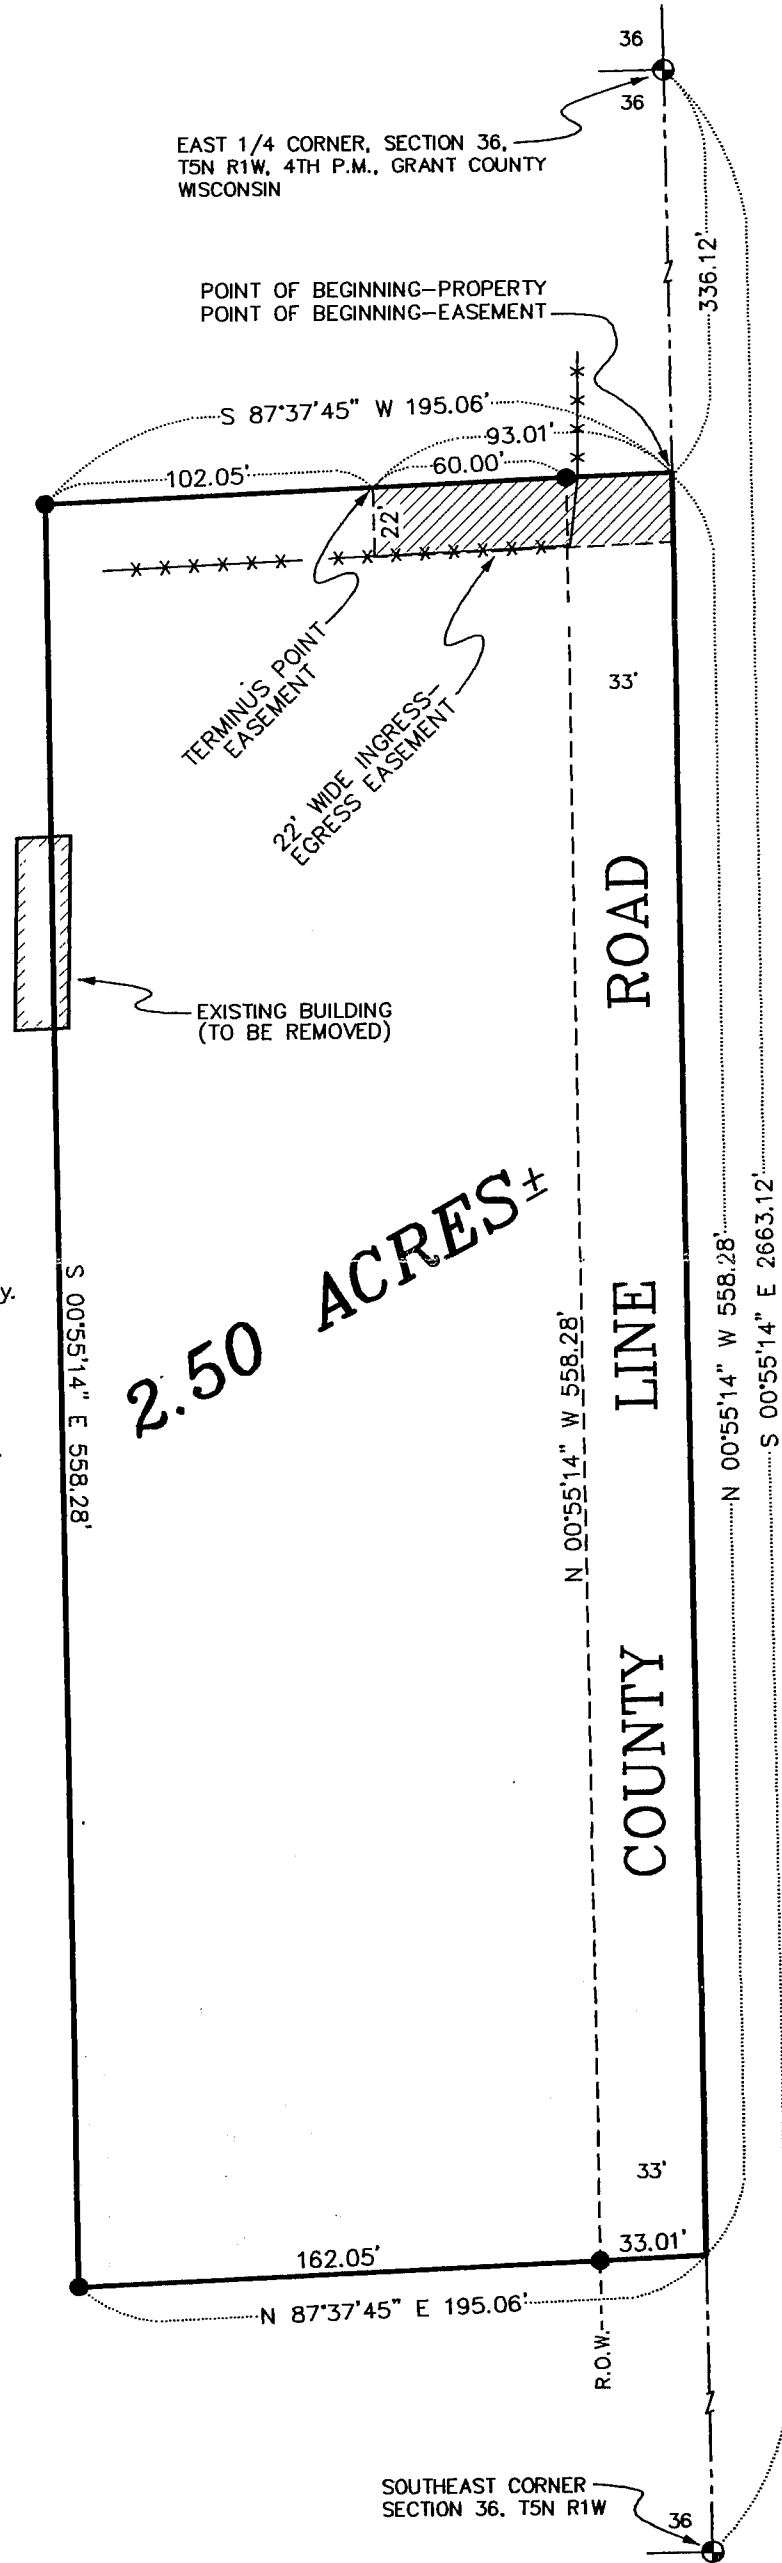 36
36
EAST 1/4 CORNER, SECTION 36,
T5N R1W, 4TH P.M., GRANT COUNTY
WISCONSIN
336.12'
POINT OF BEGINNING-PROPERTY
POINT OF BEGINNING-EASEMENT
S 87°37'45" W 195.06'
93.01'
102.05'
60.00'
22'
TERMINUS POINT
EASEMENT
22' WIDE INGRESS-
EGRESS EASEMENT
33'
EXISTING BUILDING
(TO BE REMOVED)
2.50 ACRES±
y.
S 00°55'14" E 558.28'
N 00°55'14" W 558.28'
COUNTY LINE ROAD
N 00°55'14" W 558.28'
S 00°55'14" E 2663.12'
33'
162.05'
33.01'
N 87°37'45" E 195.06'
R.O.W.
SOUTHEAST CORNER
SECTION 36, T5N R1W
36